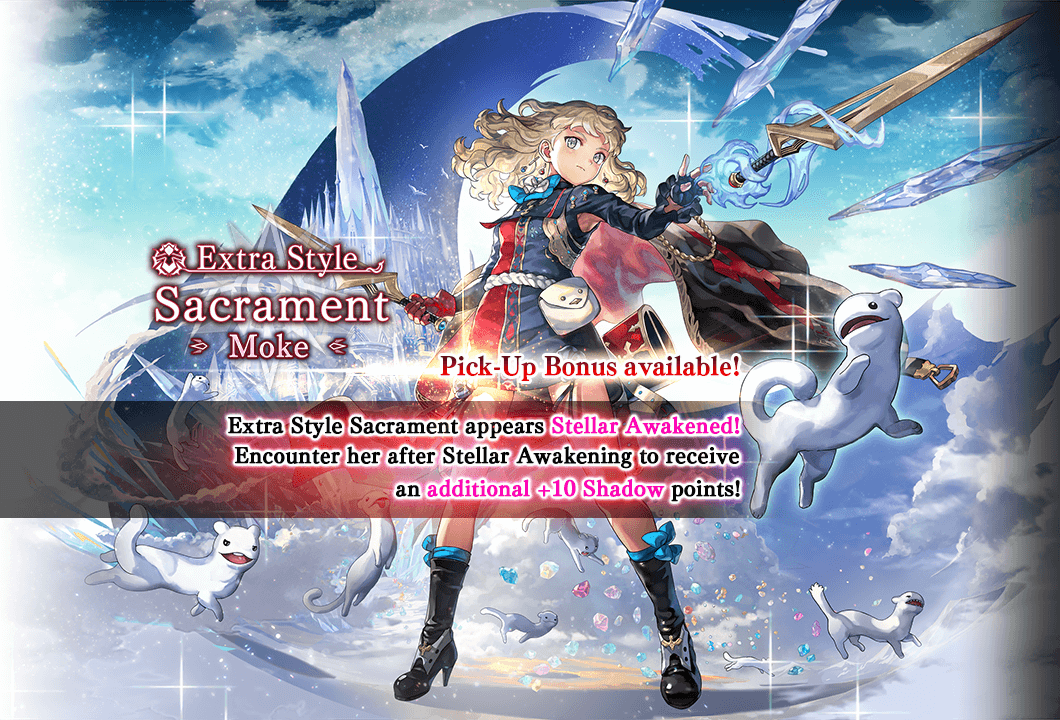 Extra Style
Sacrament
Moke
Pick-Up Bonus available!
Extra Style Sacrament appears Stellar Awakened!
Encounter her after Stellar Awakening to receive
an additional +10 Shadow points!